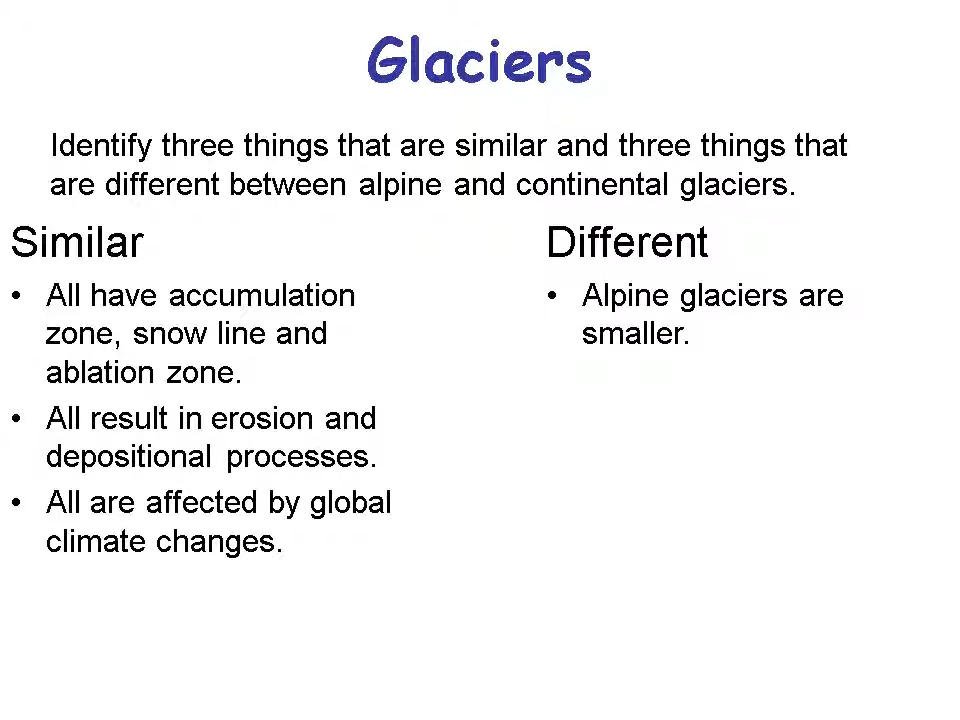 Glaciers
Identify three things that are similar and three things that
are different between alpine and continental glaciers.
Similar
• All have accumulation
zone, snow line and
ablation zone.
• All result in erosion and
depositional processes.
• All are affected by global
climate changes.
Different
• Alpine glaciers are
smaller.